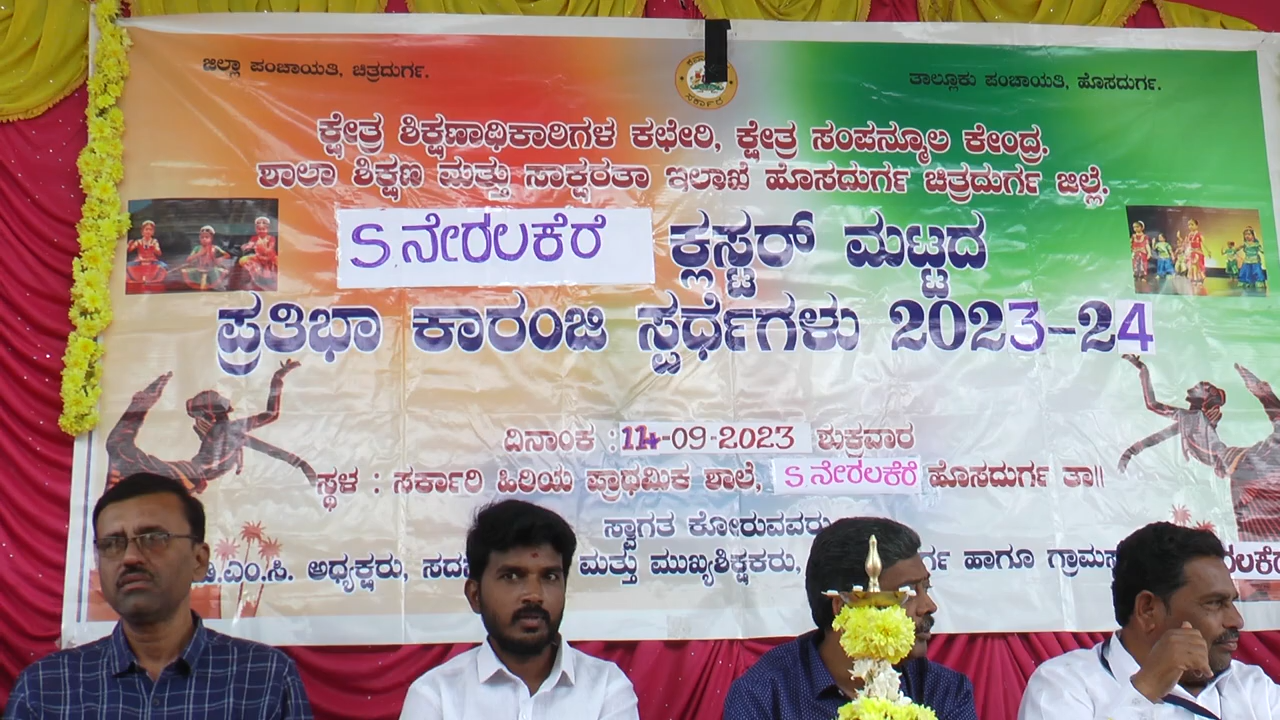 ಜಿಲ್ಲಾ ಪಂಚಾಯತಿ, ಚಿತ್ರದುರ್ಗ.
ತಾಲ್ಲೂಕು ಪಂಚಾಯತಿ, ಹೊಸದುರ್ಗ.
ಕ್ಷೇತ್ರ ಶಿಕ್ಷಣಾಧಿಕಾರಿಗಳ ಕಛೇರಿ, ಕ್ಷೇತ್ರ ಸಂಪನ್ಮೂಲ ಕೇಂದ್ರ.
ಶಾಲಾ ಶಿಕ್ಷಣ ಮತ್ತು ಸಾಕ್ಷರತಾ ಇಲಾಖೆ ಹೊಸದುರ್ಗ ಚಿತ್ರದುರ್ಗ ಜಿಲ್ಲೆ.
S ನೇರಲಕೆರೆ ಕ್ಲಸ್ಟರ್ ಮಟ್ಟದ
ಪ್ರತಿಭಾ ಕಾರಂಜಿ ಸ್ಪರ್ಧೆಗಳು 2023-24
ದಿನಾಂಕ : -09-2023 ಶುಕ್ರವಾರ
ಸ್ಥಳ : ಸರ್ಕಾರಿ ಹಿರಿಯ ಪ್ರಾಥಮಿಕ ಶಾಲೆ, S ನೇರಲಕೆರೆ ಹೊಸದುರ್ಗ ತಾ||
ಸ್ವಾಗತ ಕೋರುವವರು
ಡಿ.ಎಂ.ಸಿ. ಅಧ್ಯಕ್ಷರು, ಮತ್ತು ಮುಖ್ಯಶಿಕ್ಷಕರು, ಹಾಗೂ